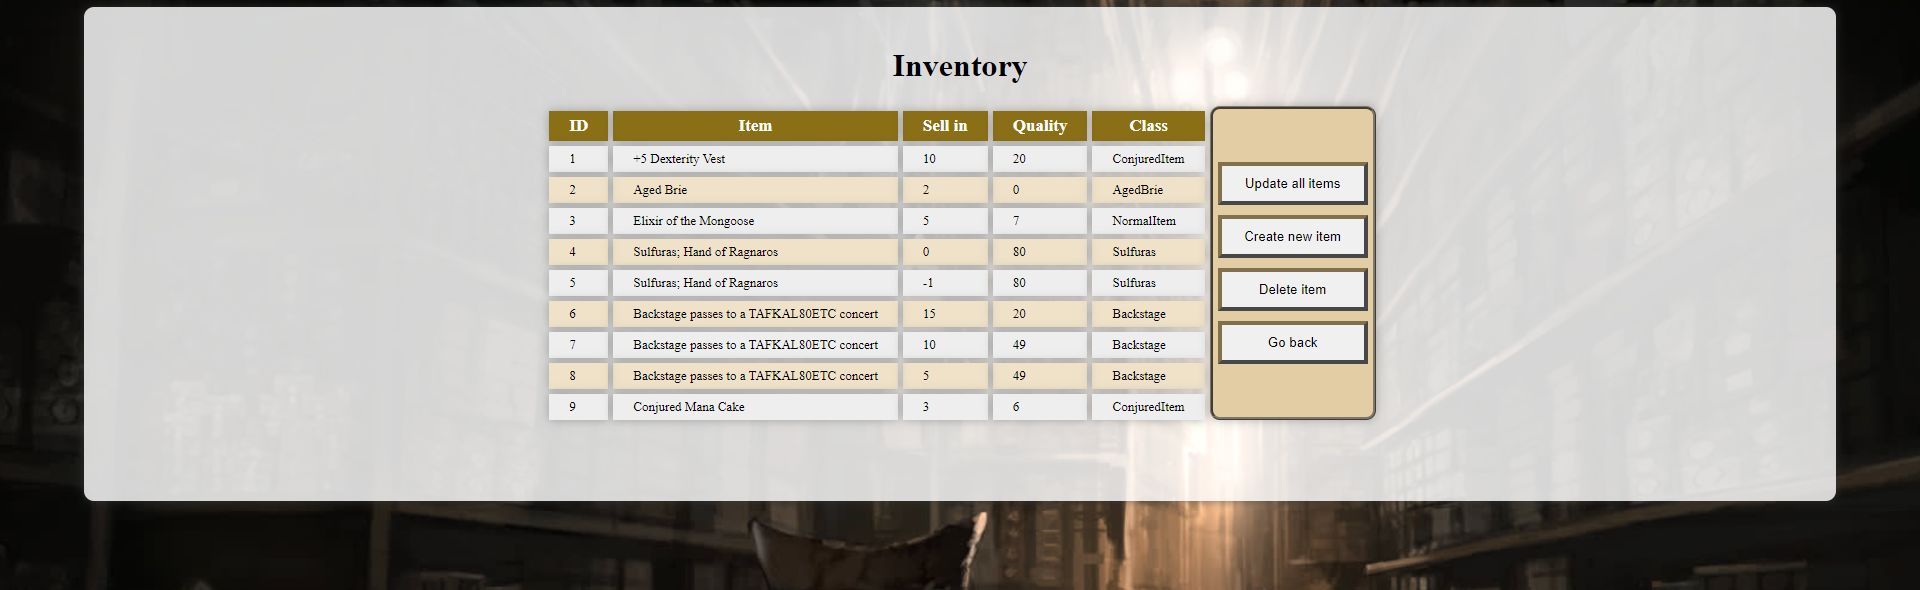 Inventory
ID Item Sell in Quality Class
1 +5 Dexterity Vest 10 20 ConjuredItem
2 Aged Brie 2 0 AgedBrie
3 Elixir of the Mongoose 5 7 NormalItem
4 Sulfuras; Hand of Ragnaros 0 80 Sulfuras
5 Sulfuras; Hand of Ragnaros -1 80 Sulfuras
6 Backstage passes to a TAFKAL80ETC concert 15 20 Backstage
7 Backstage passes to a TAFKAL80ETC concert 10 49 Backstage
8 Backstage passes to a TAFKAL80ETC concert 5 49 Backstage
9 Conjured Mana Cake 3 6 ConjuredItem
Update all items
Create new item
Delete item
Go back